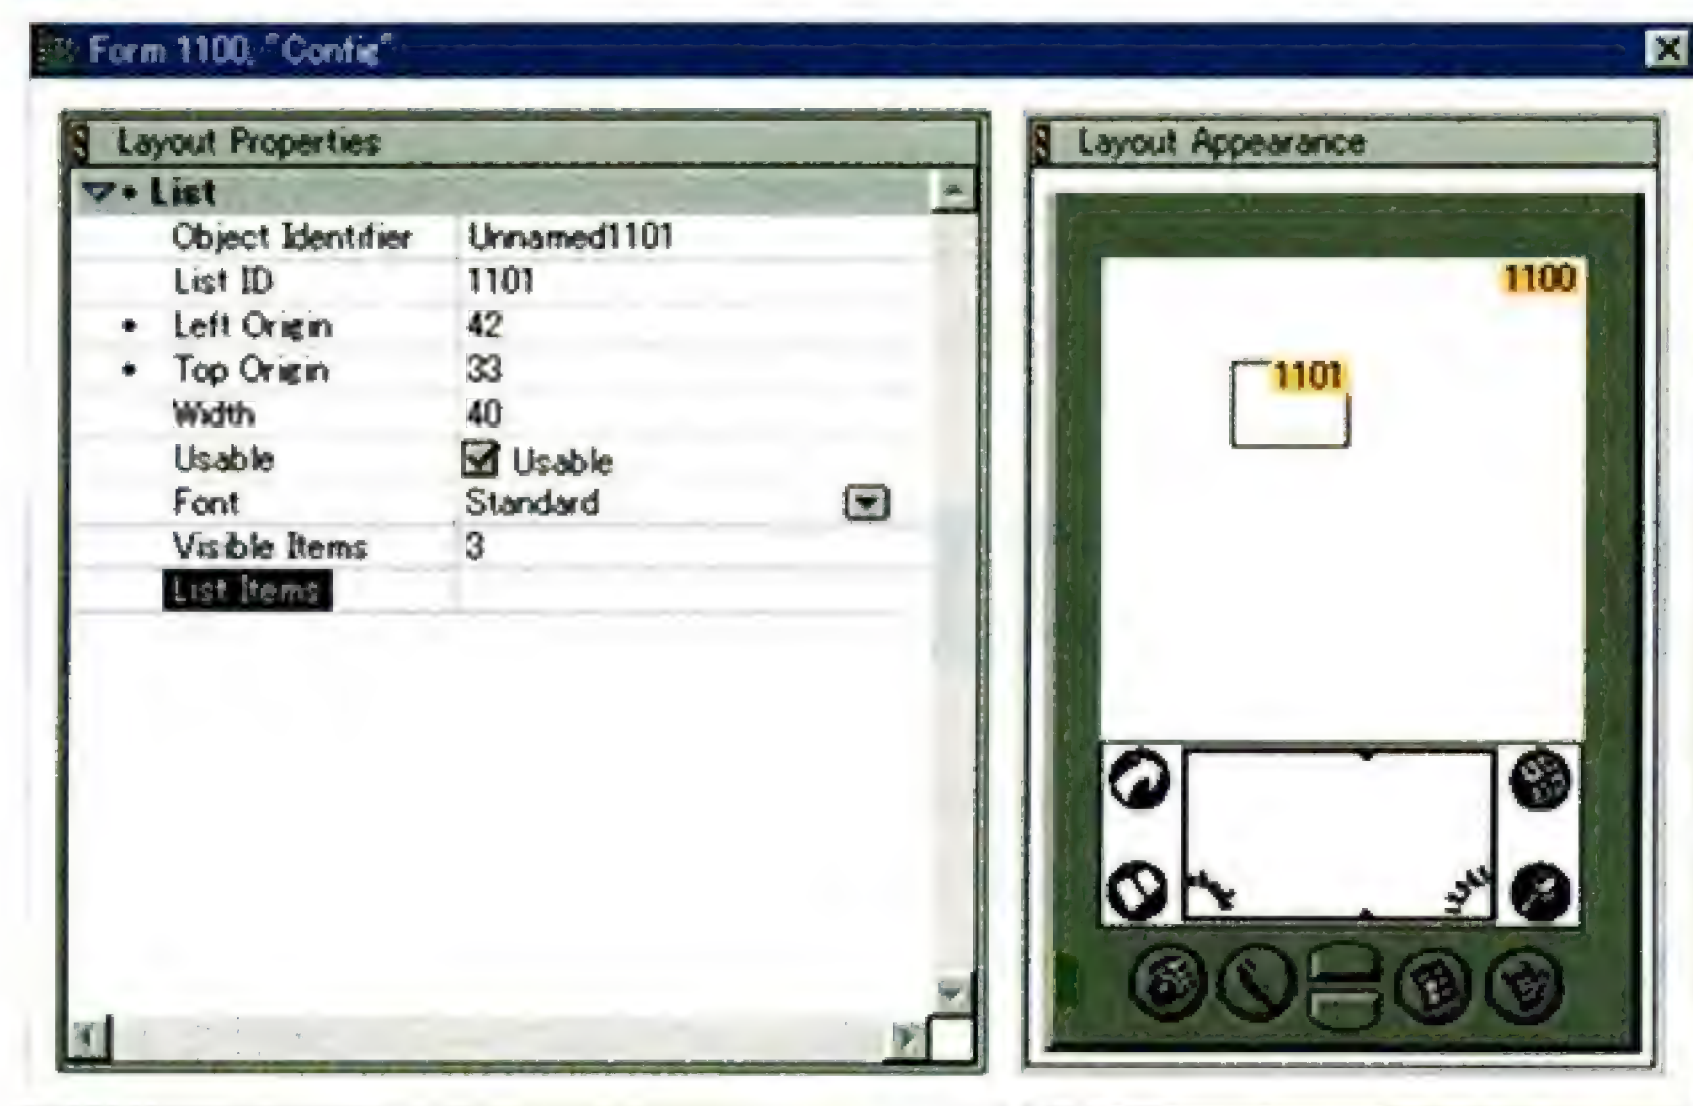 Form 1100, "Config"
Layout Properties
List
Object Identifier Unnamed1101
List ID 1101
Left Origin 42
Top Origin 33
Width 40
Usable Usable
Font Standard
Visible Items 3
List Items
Layout Appearance
1100
1101